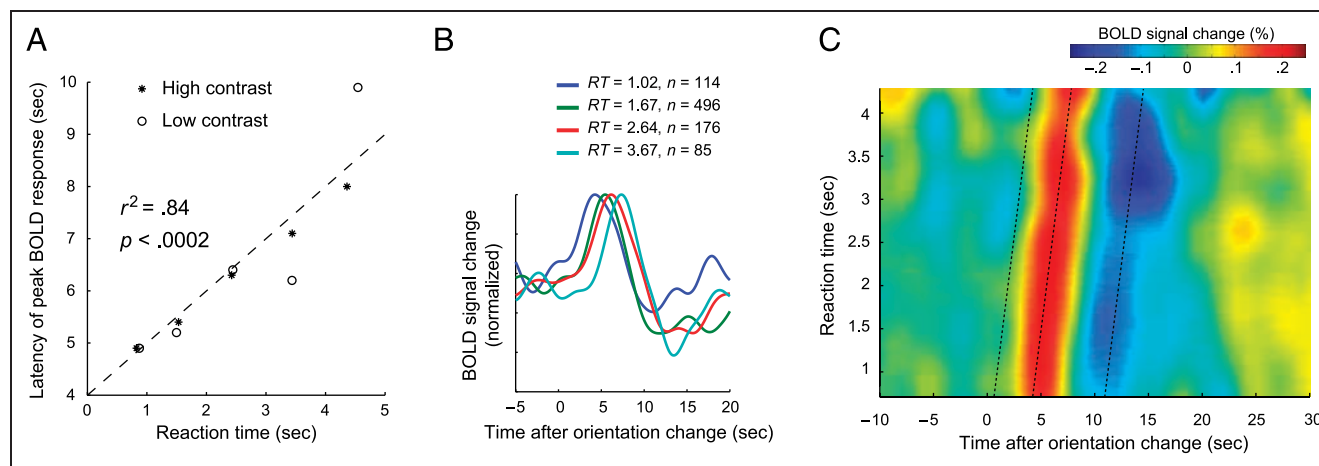 A
Latency of peak BOLD response (sec)
10
9
8
7
6
5
4
High contrast
Low contrast
r² = .84
p < .0002
0 1 2 3 4 5
Reaction time (sec)
B
RT = 1.02, n = 114
RT = 1.67, n = 496
RT = 2.64, n = 176
RT = 3.67, n = 85
BOLD signal change
(normalized)
−5 0 5 10 15 20
Time after orientation change (sec)
C
BOLD signal change (%)
−.2 −.1 0 .1 .2
Reaction time (sec)
4
3.5
3
2.5
2
1.5
1
−10 −5 0 5 10 15 20 25 30
Time after orientation change (sec)